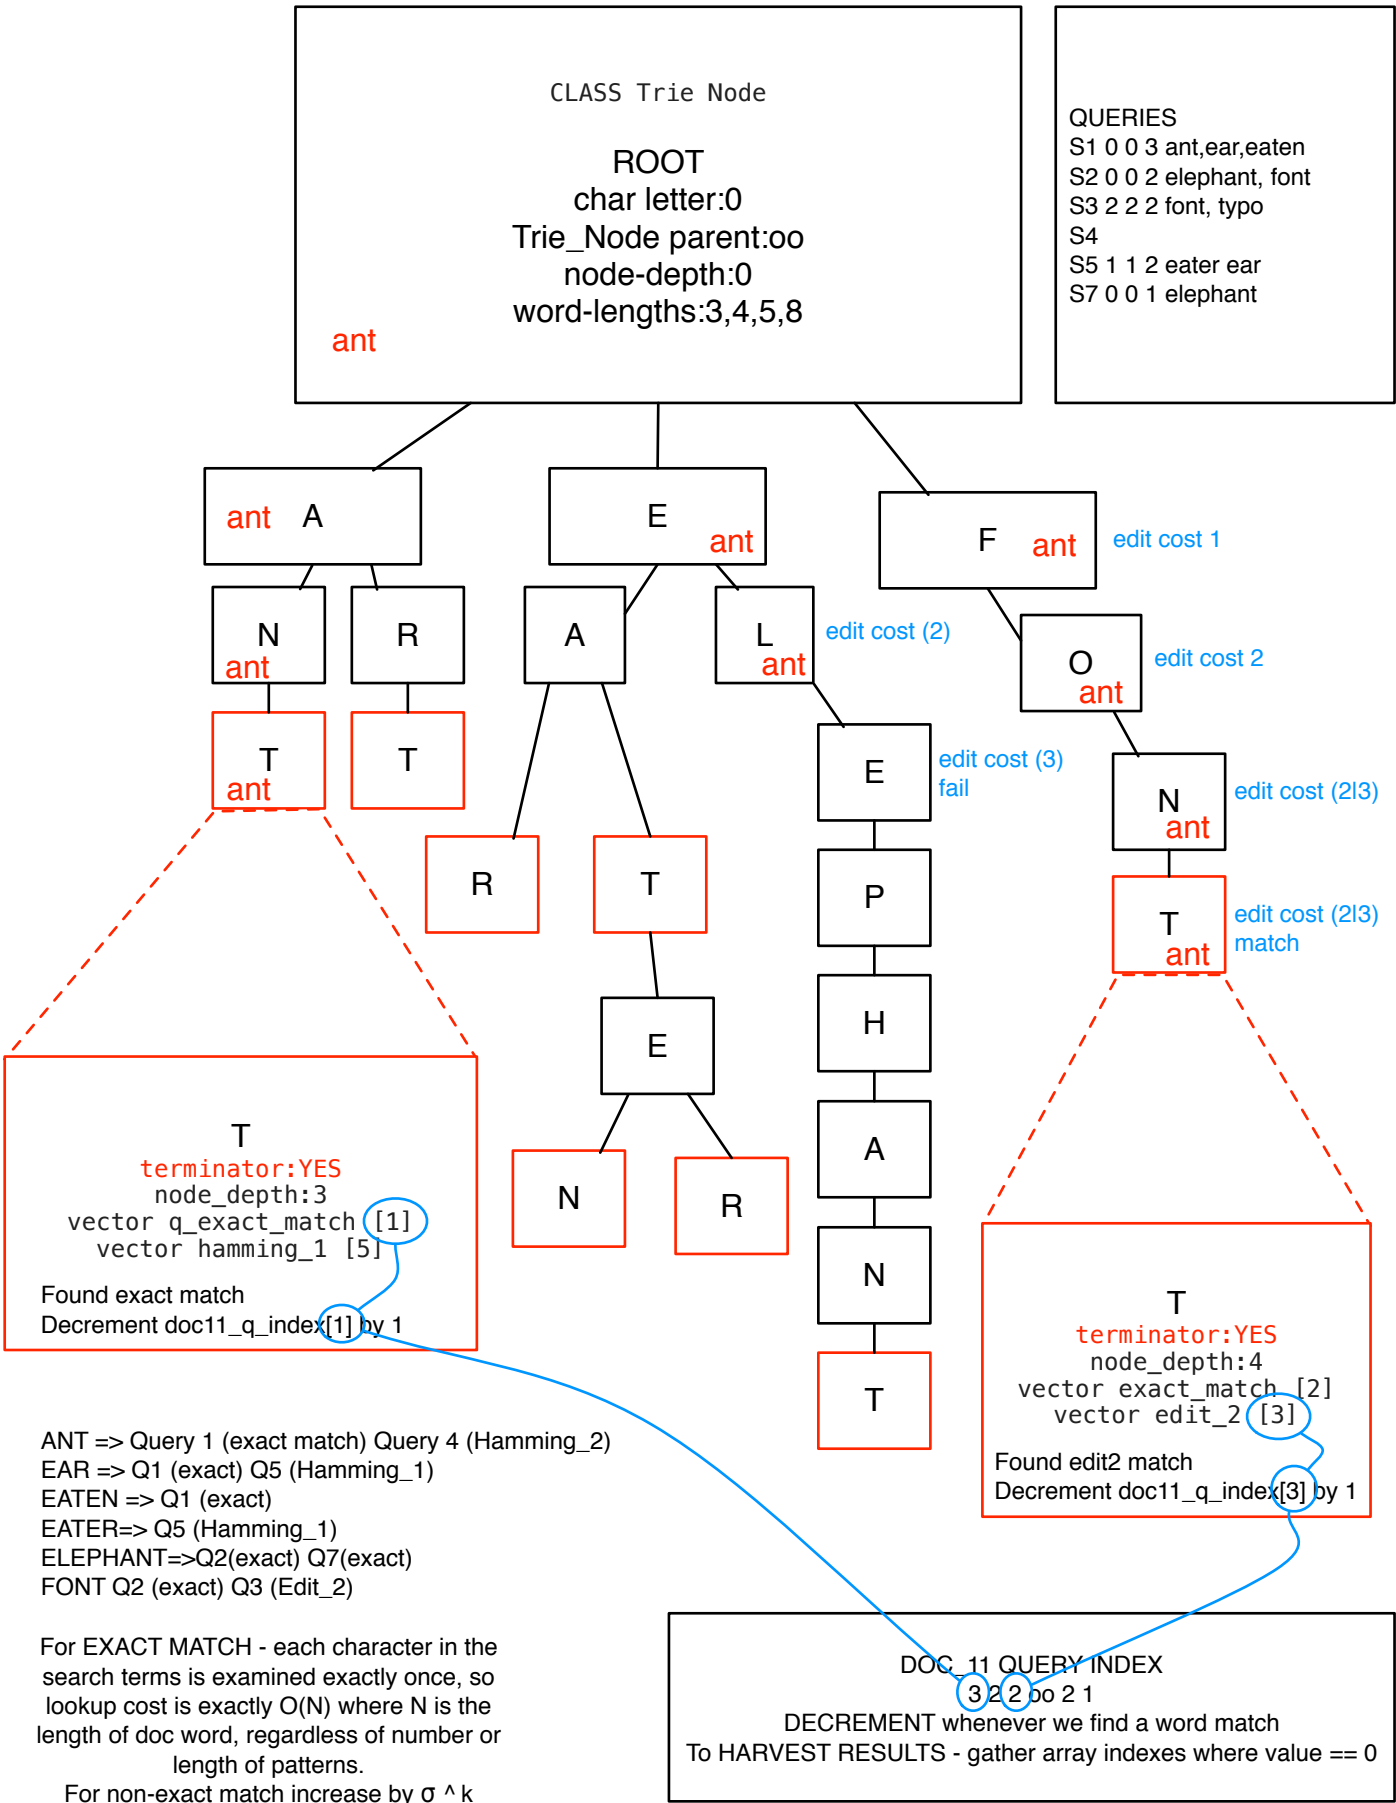 CLASS Trie Node
ROOT
char letter:0
Trie_Node parent:oo
node-depth:0
word-lengths:3,4,5,8
ant
QUERIES
S1 0 0 3 ant,ear,eaten
S2 0 0 2 elephant, font
S3 2 2 2 font, typo
S4
S5 1 1 2 eater ear
S7 0 0 1 elephant
ant A
E
ant
F ant
edit cost 1
N
ant
R
A
L
ant
edit cost (2)
O
ant
edit cost 2
T
ant
T
E
edit cost (3)
fail
N
ant
edit cost (2|3)
R
T
P
T
ant
edit cost (2|3)
match
H
E
A
N
R
N
T
T
terminator:YES
node_depth:3
vector q_exact_match [1]
vector hamming_1 [5]
Found exact match
Decrement doc11_q_index[1] by 1
T
terminator:YES
node_depth:4
vector exact_match [2]
vector edit_2 [3]
Found edit2 match
Decrement doc11_q_index[3] by 1
ANT => Query 1 (exact match) Query 4 (Hamming_2)
EAR => Q1 (exact) Q5 (Hamming_1)
EATEN => Q1 (exact)
EATER=> Q5 (Hamming_1)
ELEPHANT=>Q2(exact) Q7(exact)
FONT Q2 (exact) Q3 (Edit_2)
For EXACT MATCH - each character in the
search terms is examined exactly once, so
lookup cost is exactly O(N) where N is the
length of doc word, regardless of number or
length of patterns.
For non-exact match increase by σ ^ k
DOC_11 QUERY INDEX
3 2 2 oo 2 1
DECREMENT whenever we find a word match
To HARVEST RESULTS - gather array indexes where value == 0